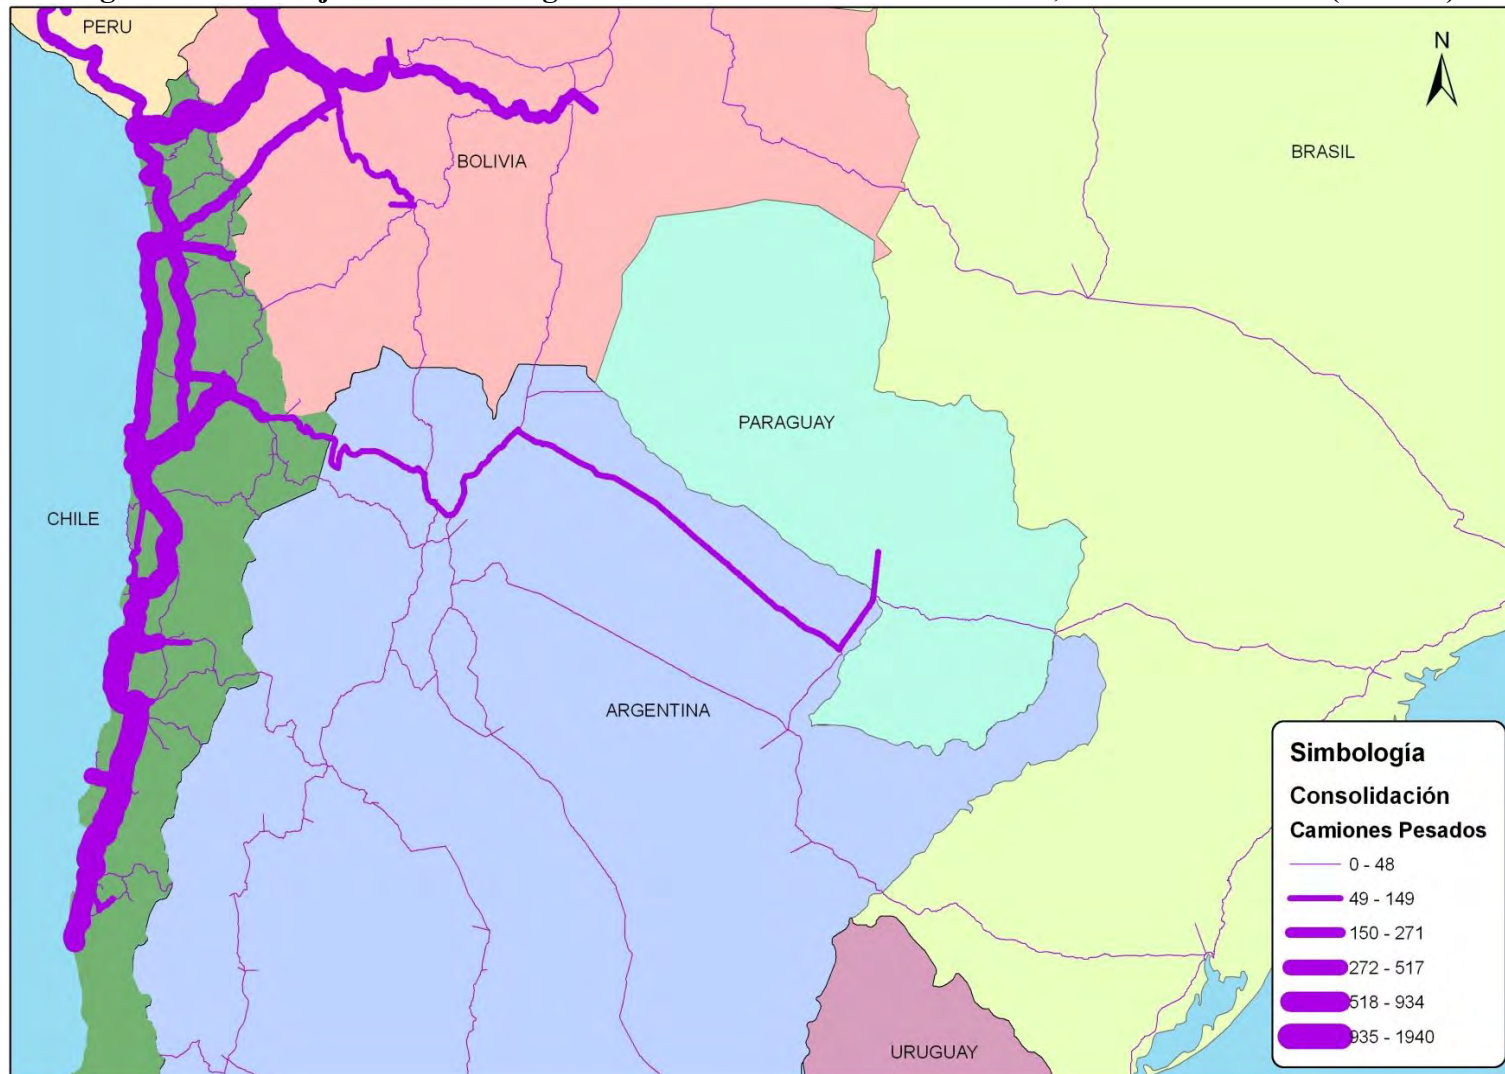 PERU
N
BRASIL
BOLIVIA
PARAGUAY
CHILE
ARGENTINA
URUGUAY
Simbología
Consolidación
Camiones Pesados
0 - 48
49 - 149
150 - 271
272 - 517
518 - 934
935 - 1940